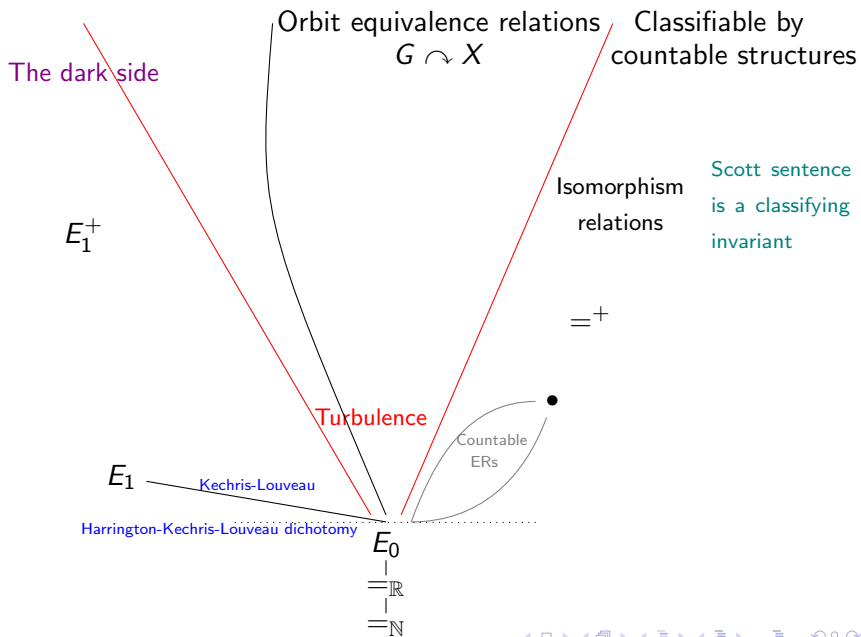 Orbit equivalence relations
G ↷ X
Classifiable by
countable structures
The dark side
Isomorphism
relations
Scott sentence
is a classifying
invariant
E₁⁺
=⁺
Turbulence
Countable
ERs
E₁
Kechris-Louveau
Harrington-Kechris-Louveau dichotomy
E₀
=ℝ
=ℕ